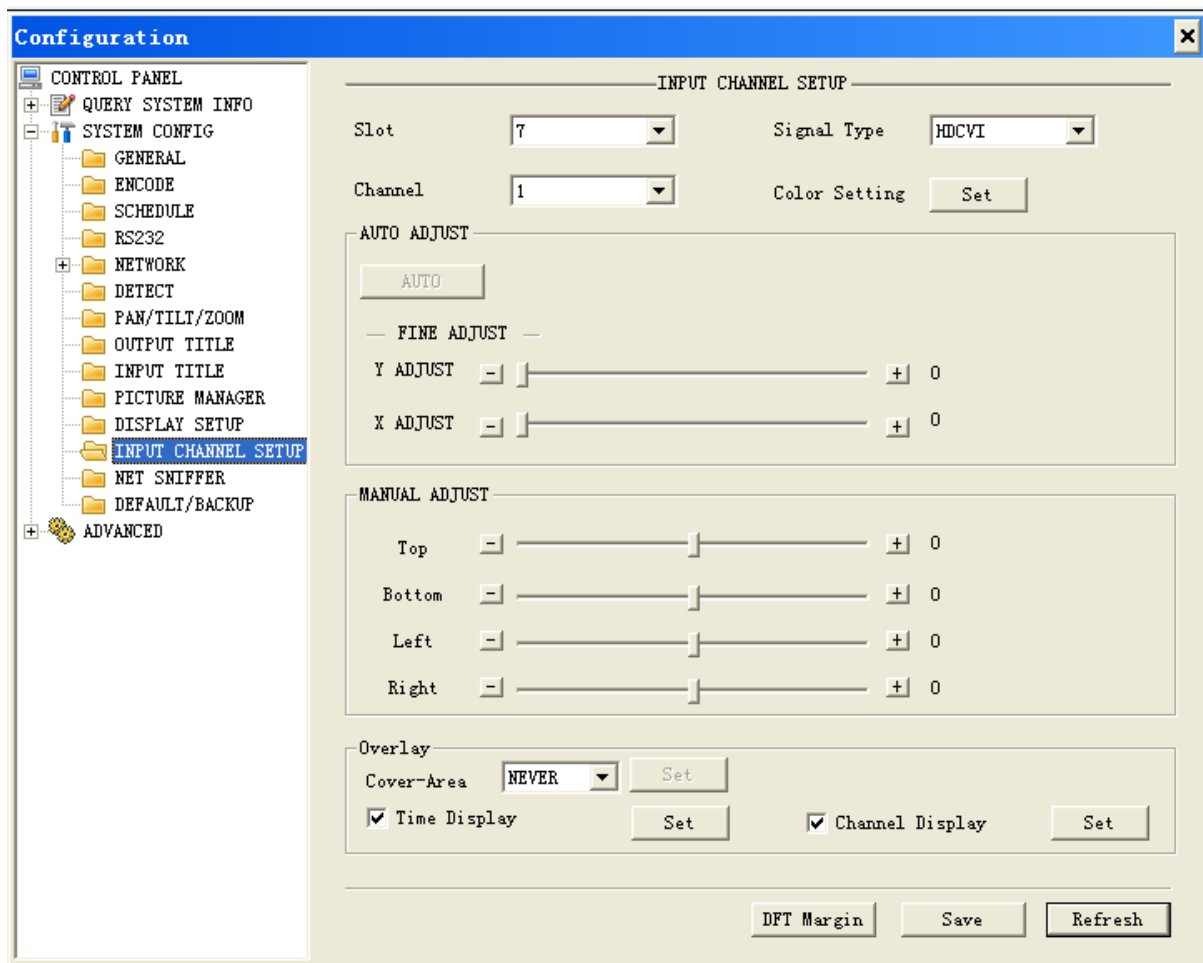 Configuration
CONTROL PANEL
QUERY SYSTEM INFO
SYSTEM CONFIG
GENERAL
ENCODE
SCHEDULE
RS232
NETWORK
DETECT
PAN/TILT/ZOOM
OUTPUT TITLE
INPUT TITLE
PICTURE MANAGER
DISPLAY SETUP
INPUT CHANNEL SETUP
NET SNIFFER
DEFAULT/BACKUP
ADVANCED
INPUT CHANNEL SETUP
Slot 7 Signal Type HDCVI
Channel 1 Color Setting Set
AUTO ADJUST
AUTO
FINE ADJUST
Y ADJUST - + 0
X ADJUST - + 0
MANUAL ADJUST
Top - + 0
Bottom - + 0
Left - + 0
Right - + 0
Overlay
Cover-Area NEVER Set
Time Display Set Channel Display Set
DFT Margin Save Refresh